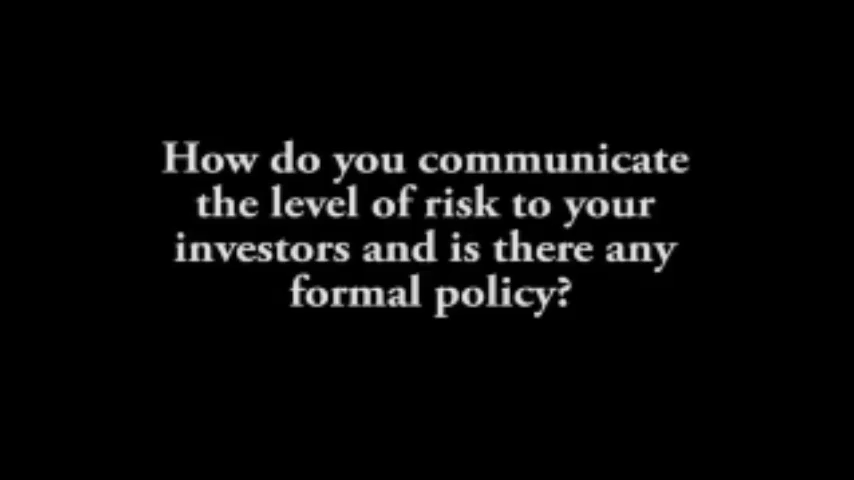 How do you communicate
the level of risk to your
investors and is there any
formal policy?